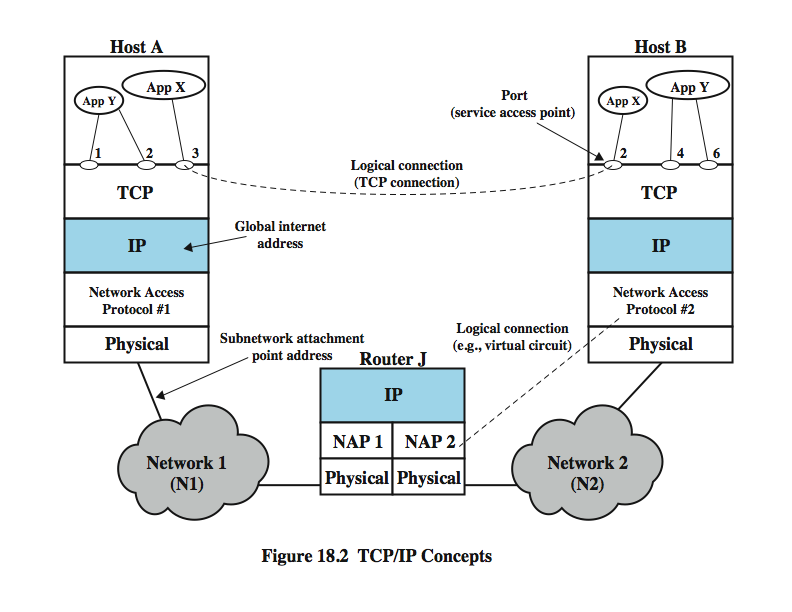 Host A
App Y
App X
1
2
3
TCP
IP
Network Access
Protocol #1
Physical
Host B
App X
App Y
2
4
6
TCP
IP
Network Access
Protocol #2
Physical
Port
(service access point)
Logical connection
(TCP connection)
Global internet
address
Subnetwork attachment
point address
Logical connection
(e.g., virtual circuit)
Router J
IP
NAP 1
NAP 2
Physical
Physical
Network 1
(N1)
Network 2
(N2)
Figure 18.2 TCP/IP Concepts